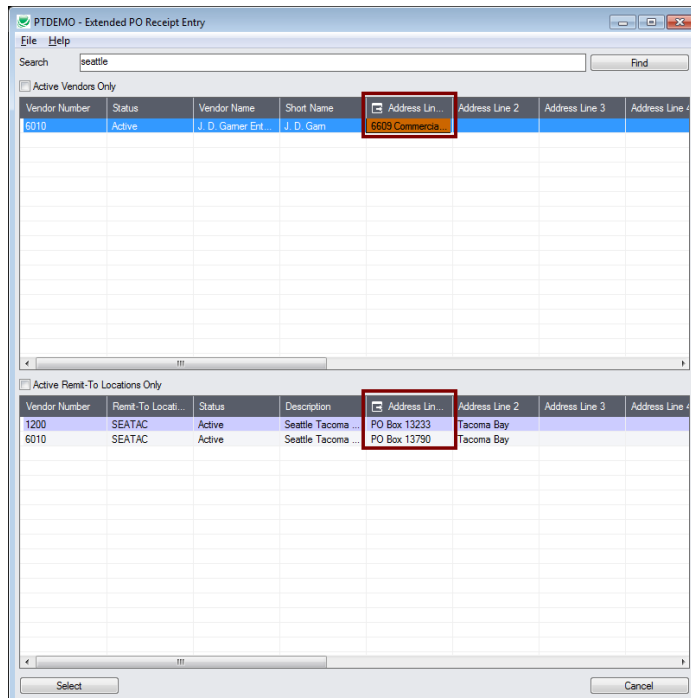 PTDEMO - Extended PO Receipt Entry
File Help
Search seattle Find
Active Vendors Only
Vendor Number Status Vendor Name Short Name Address Lin... Address Line 2 Address Line 3 Address Line 4
6010 Active J. D. Garner Ent... J. D. Garn 6609 Commercia...
Active Remit-To Locations Only
Vendor Number Remit-To Locati... Status Description Address Lin... Address Line 2 Address Line 3 Address Line 4
1200 SEATAC Active Seattle Tacoma ... PO Box 13233 Tacoma Bay
6010 SEATAC Active Seattle Tacoma ... PO Box 13790 Tacoma Bay
Select Cancel